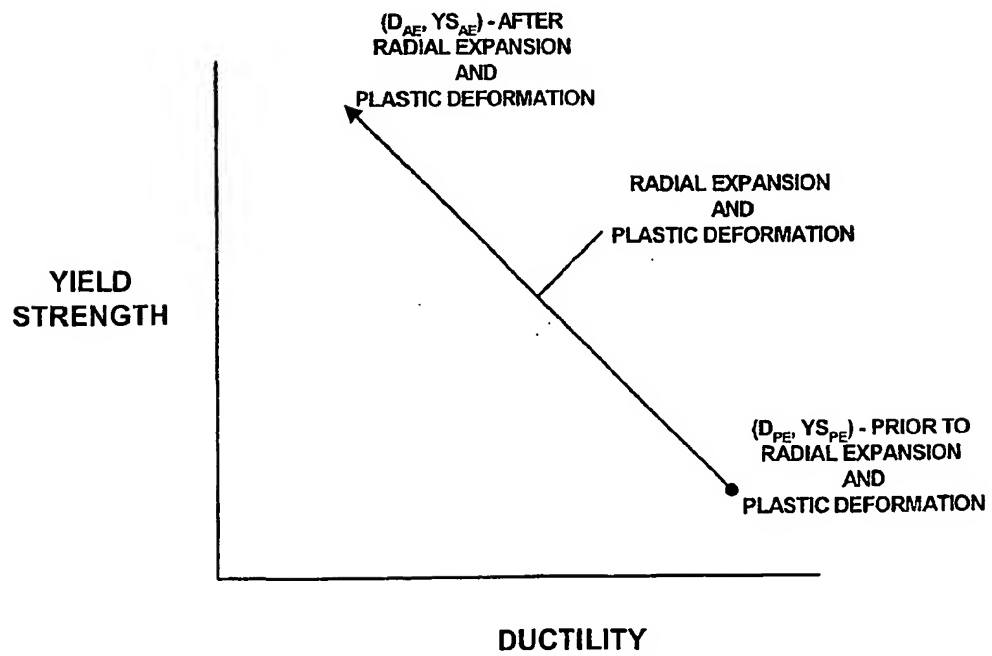 (D_AE, YS_AE) - AFTER
RADIAL EXPANSION
AND
PLASTIC DEFORMATION
RADIAL EXPANSION
AND
PLASTIC DEFORMATION
YIELD
STRENGTH
(D_PE, YS_PE) - PRIOR TO
RADIAL EXPANSION
AND
PLASTIC DEFORMATION
DUCTILITY